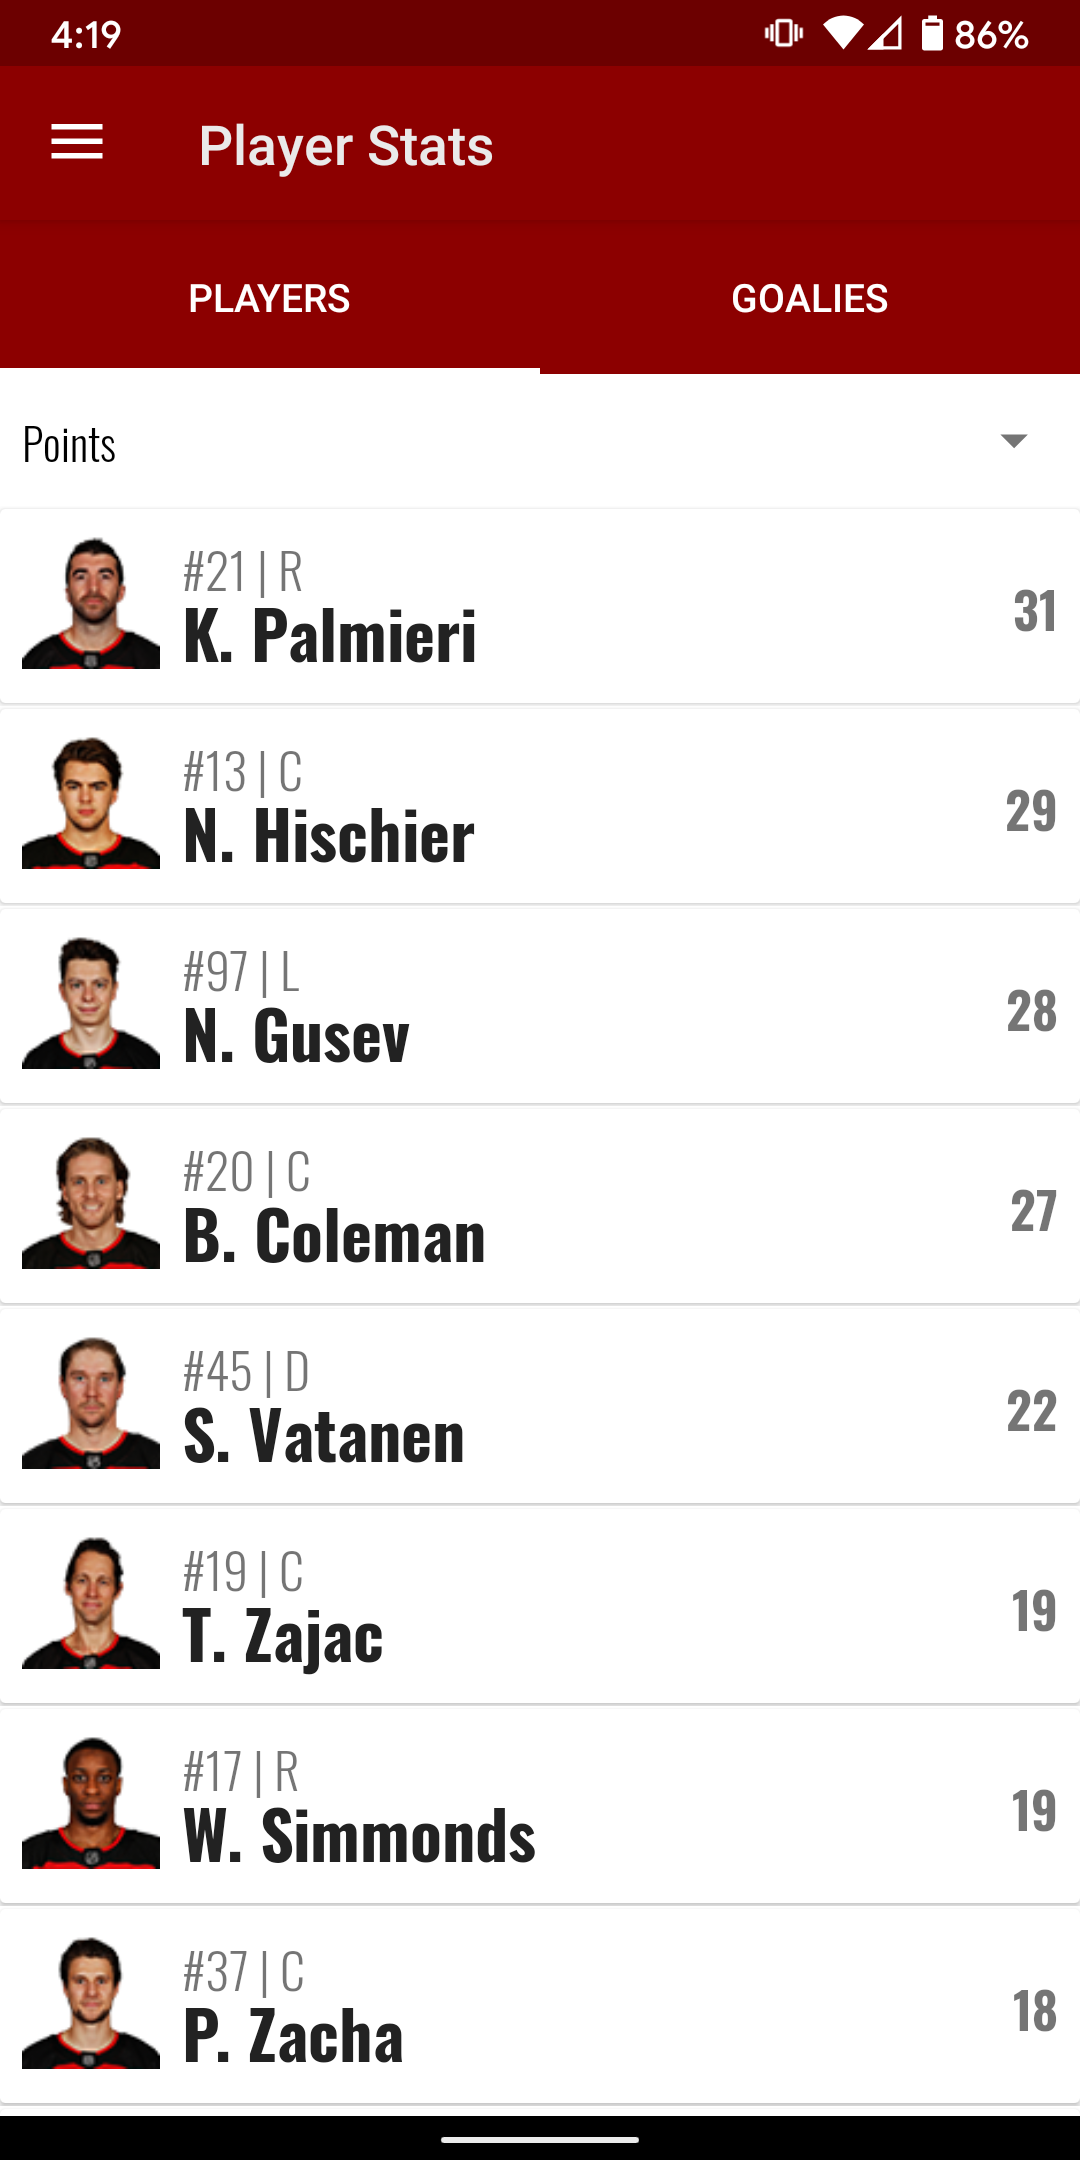 4:19 86%
Player Stats
PLAYERS GOALIES
Points
#21 | R
K. Palmieri
31
#13 | C
N. Hischier
29
#97 | L
N. Gusev
28
#20 | C
B. Coleman
27
#45 | D
S. Vatanen
22
#19 | C
T. Zajac
19
#17 | R
W. Simmonds
19
#37 | C
P. Zacha
18